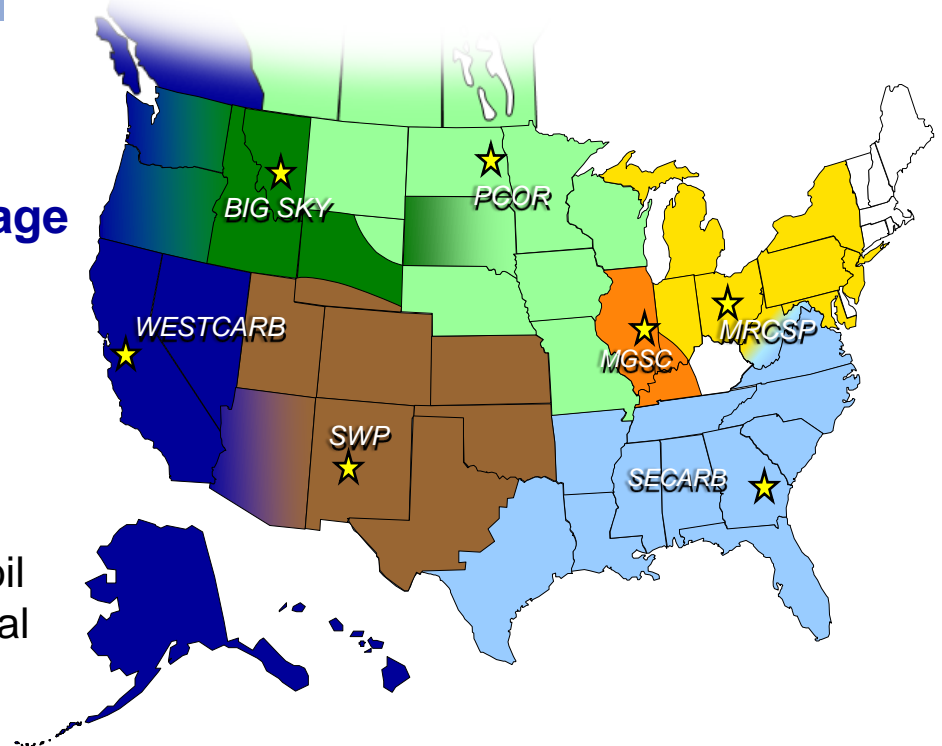 age
oil
al
BIG SKY
PCOR
WESTCARB
MGSC
MRCSP
SWP
SECARB